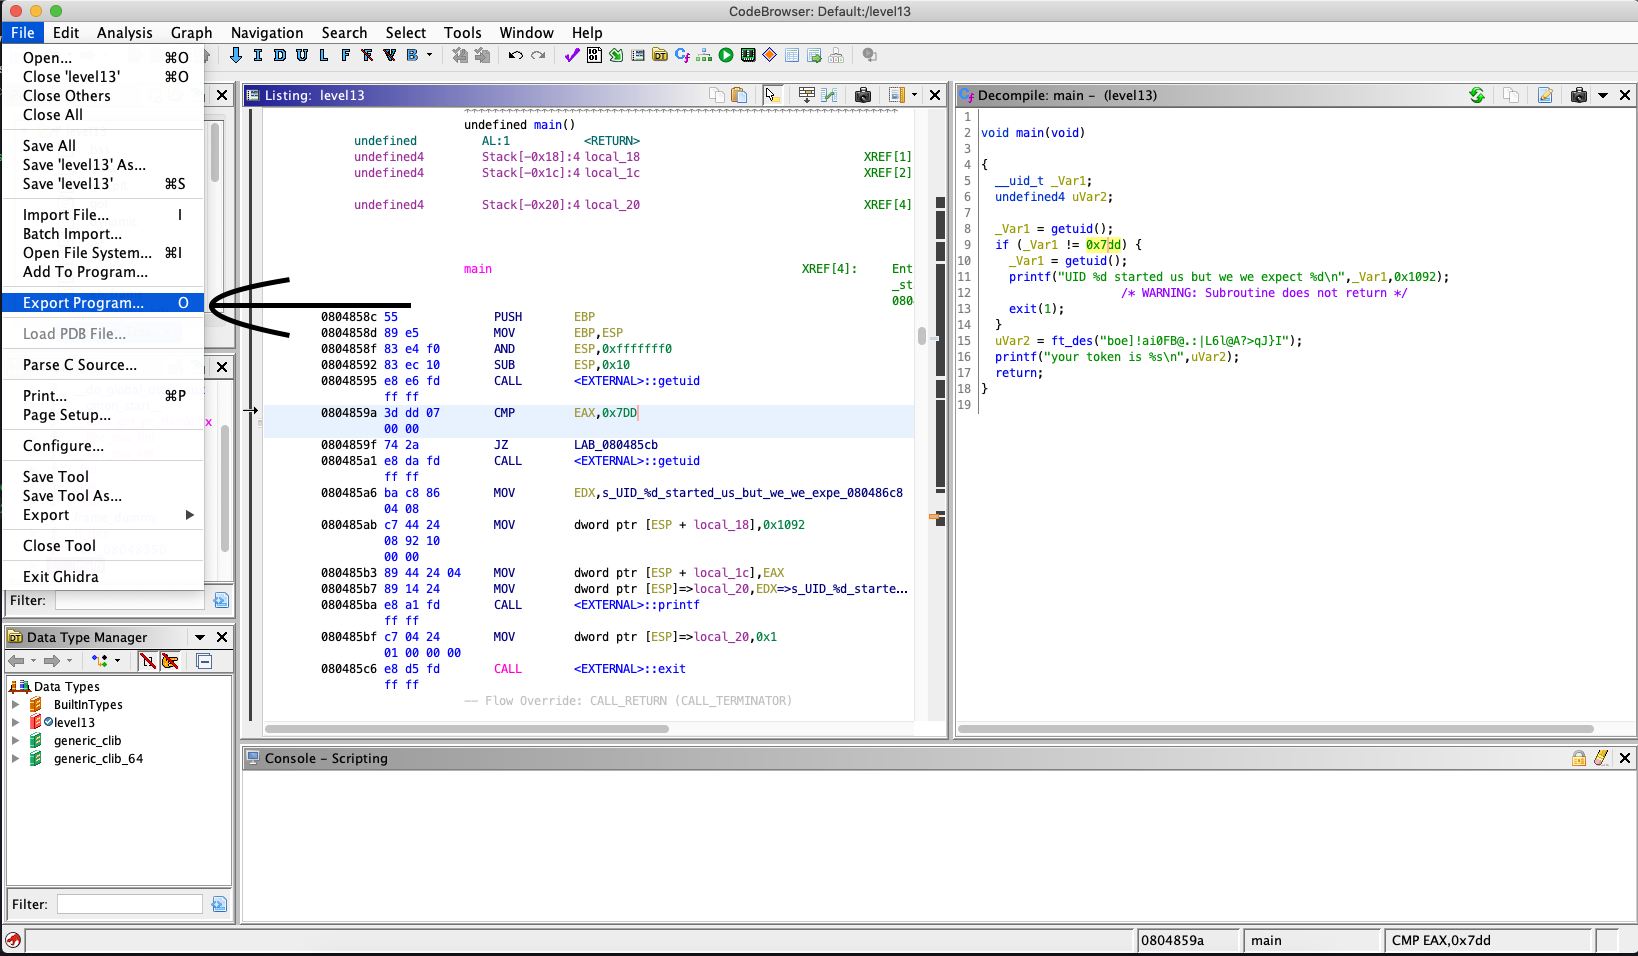 CodeBrowser: Default:/level13
File Edit Analysis Graph Navigation Search Select Tools Window Help
I D U L F R V B
Open... ⌘O
Close 'level13' ⌘O
Close Others
Close All
Save All
Save 'level13' As...
Save 'level13' ⌘S
Import File... I
Batch Import...
Open File System... ⌘I
Add To Program...
Export Program... O
Load PDB File...
Parse C Source...
Print... ⌘P
Page Setup...
Configure...
Save Tool
Save Tool As...
Export
Close Tool
Exit Ghidra
Filter:
Data Type Manager
Data Types
BuiltInTypes
level13
generic_clib
generic_clib_64
Filter:
Listing: level13
undefined main()
undefined AL:1 <RETURN>
undefined4 Stack[-0x18]:4 local_18 XREF[1]
undefined4 Stack[-0x1c]:4 local_1c XREF[2]
undefined4 Stack[-0x20]:4 local_20 XREF[4]
main XREF[4]: Ent
_st
080
0804858c 55 PUSH EBP
0804858d 89 e5 MOV EBP,ESP
0804858f 83 e4 f0 AND ESP,0xfffffff0
08048592 83 ec 10 SUB ESP,0x10
08048595 e8 e6 fd CALL <EXTERNAL>::getuid
ff ff
0804859a 3d dd 07 CMP EAX,0x7DD
00 00
0804859f 74 2a JZ LAB_080485cb
080485a1 e8 da fd CALL <EXTERNAL>::getuid
ff ff
080485a6 ba c8 86 MOV EDX,s_UID_%d_started_us_but_we_we_expe_080486c8
04 08
080485ab c7 44 24 MOV dword ptr [ESP + local_18],0x1092
08 92 10
00 00
080485b3 89 44 24 04 MOV dword ptr [ESP + local_1c],EAX
080485b7 89 14 24 MOV dword ptr [ESP]=>local_20,EDX=>s_UID_%d_starte...
080485ba e8 a1 fd CALL <EXTERNAL>::printf
ff ff
080485bf c7 04 24 MOV dword ptr [ESP]=>local_20,0x1
01 00 00 00
080485c6 e8 d5 fd CALL <EXTERNAL>::exit
ff ff
-- Flow Override: CALL_RETURN (CALL_TERMINATOR)
Decompile: main - (level13)
1
2 void main(void)
3
4 {
5 __uid_t _Var1;
6 undefined4 uVar2;
7
8 _Var1 = getuid();
9 if (_Var1 != 0x7dd) {
10 _Var1 = getuid();
11 printf("UID %d started us but we we expect %d\n",_Var1,0x1092);
12 /* WARNING: Subroutine does not return */
13 exit(1);
14 }
15 uVar2 = ft_des("boe]!ai0FB@.:|L6l@A?>qJ}I");
16 printf("your token is %s\n",uVar2);
17 return;
18 }
19
Console - Scripting
0804859a main CMP EAX,0x7dd